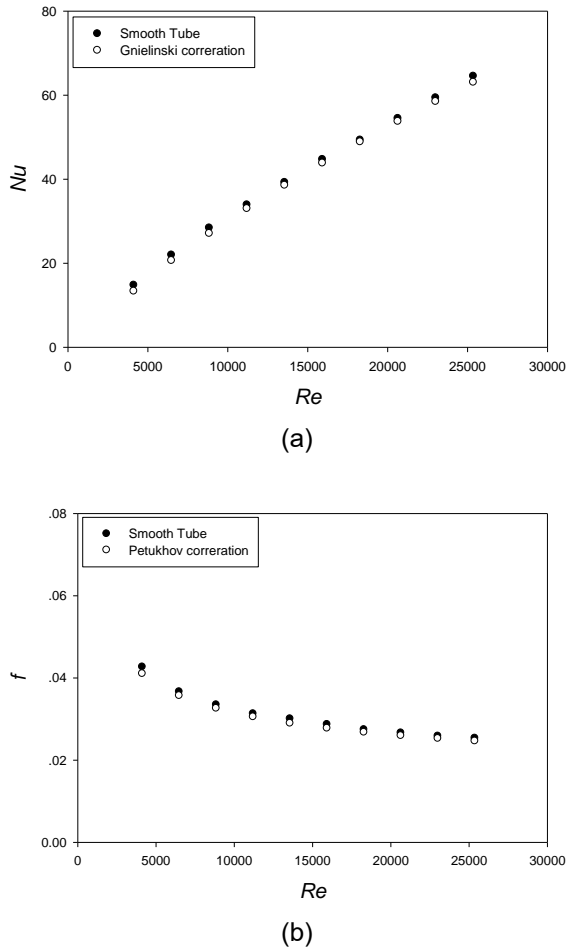 Smooth Tube
Gnielinski correration
80
60
40
20
0
Nu
0 5000 10000 15000 20000 25000 30000
Re
(a)
Smooth Tube
Petukhov correration
.08
.06
.04
.02
0.00
f
0 5000 10000 15000 20000 25000 30000
Re
(b)